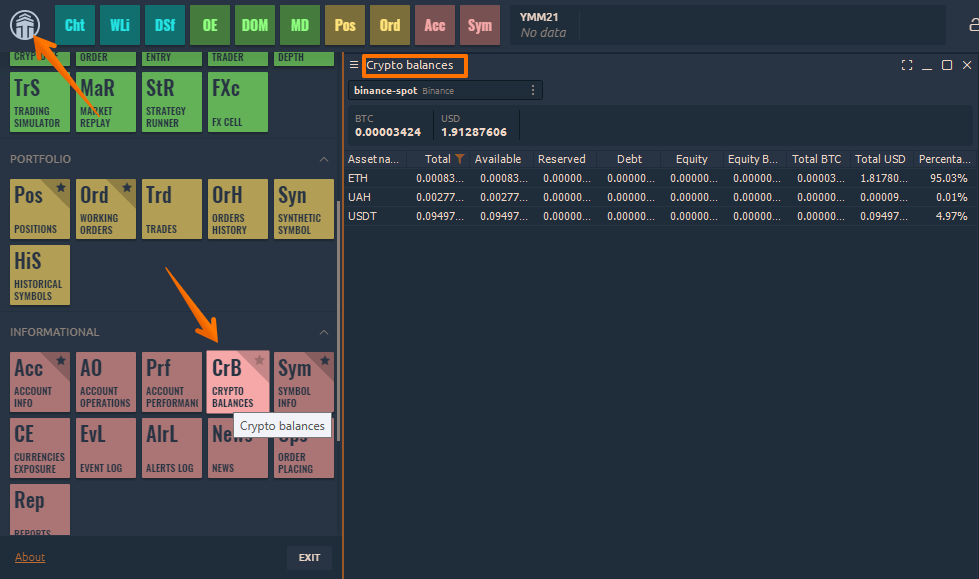 Cht WLi DSf OE DOM MD Pos Ord Acc Sym
YMM21
No data
ORDER ENTRY TRADER DEPTH
TrS MaR StR FXc
TRADING SIMULATOR MARKET REPLAY STRATEGY RUNNER FX CELL
PORTFOLIO
Pos Ord Trd OrH Syn
POSITIONS WORKING ORDERS TRADES ORDERS HISTORY SYNTHETIC SYMBOL
HiS
HISTORICAL SYMBOLS
INFORMATIONAL
Acc AO Prf CrB Sym
ACCOUNT INFO ACCOUNT OPERATIONS ACCOUNT PERFORMAN CRYPTO BALANCES SYMBOL INFO
Crypto balances
CE EvL AlrL News
CURRENCIES EXPOSURE EVENT LOG ALERTS LOG NEWS ORDER PLACING
Rep
REPORTS
About EXIT
Crypto balances
binance-spot Binance
BTC USD
0.00003424 1.91287606
Asset na... Total Available Reserved Debt Equity Equity B... Total BTC Total USD Percenta...
ETH 0.00083... 0.00083... 0.00000... 0.00000... 0.00000... 0.00000... 0.00003... 1.81780... 95.03%
UAH 0.00277... 0.00277... 0.00000... 0.00000... 0.00000... 0.00000... 0.00000... 0.00009... 0.01%
USDT 0.09497... 0.09497... 0.00000... 0.00000... 0.00000... 0.00000... 0.00000... 0.09497... 4.97%